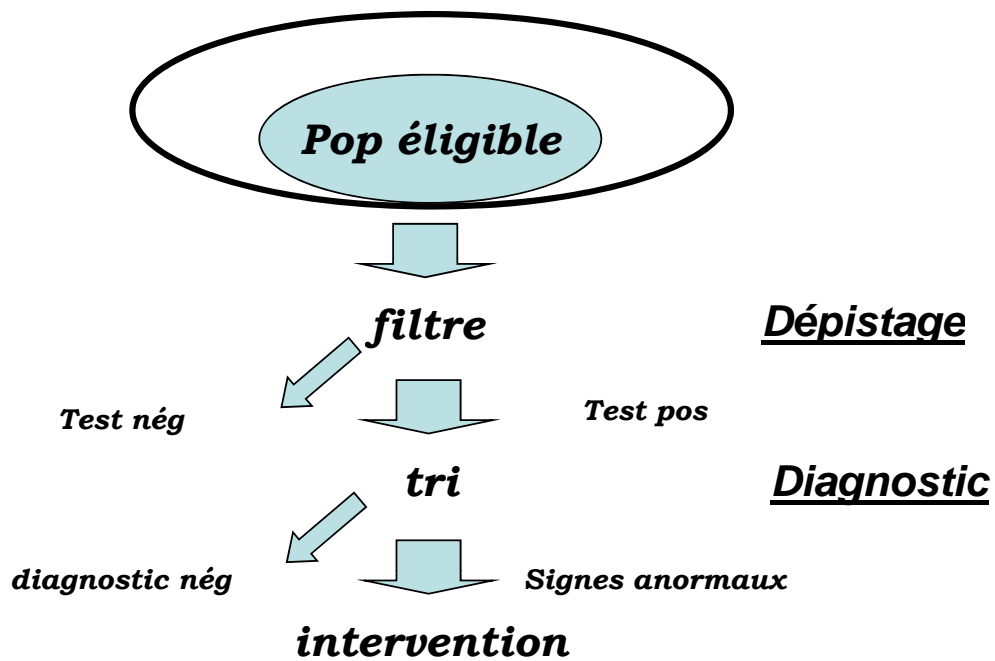 Pop éligible
filtre
Dépistage
Test nég
Test pos
tri
Diagnostic
diagnostic nég
Signes anormaux
intervention